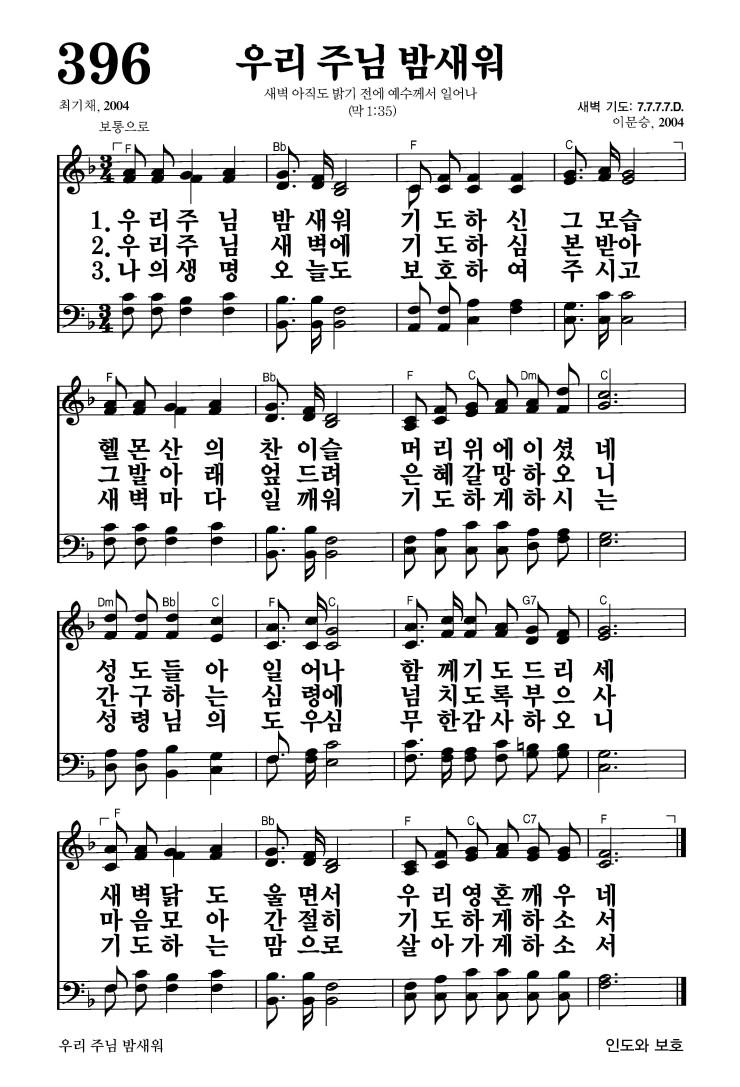 396
우리 주님 밤새워
새벽 아직도 밝기 전에 예수께서 일어나
(막 1:35)
최기채, 2004
새벽 기도: 7.7.7.7.D.
이문승, 2004
보통으로
F Bb F C
1. 우리주님 밤새워 기도하신 그모습
2. 우리주님 새벽에 기도하심 본받아
3. 나의생명 오늘도 보호하여 주시고
F Bb F C Dm C
헬몬산의 찬이슬 머리위에이셨네
그발아래 엎드려 은혜갈망하오니
새벽마다 일깨워 기도하게하시는
Dm Bb C F C F G7 C
성도들아 일어나 함께기도드리세
간구하는 심령에 넘치도록부으사
성령님의 도우심 무한감사하오니
F Bb F C C7 F
새벽닭도 울면서 우리영혼깨우네
마음모아 간절히 기도하게하소서
기도하는 맘으로 살아가게하소서
우리 주님 밤새워
인도와 보호